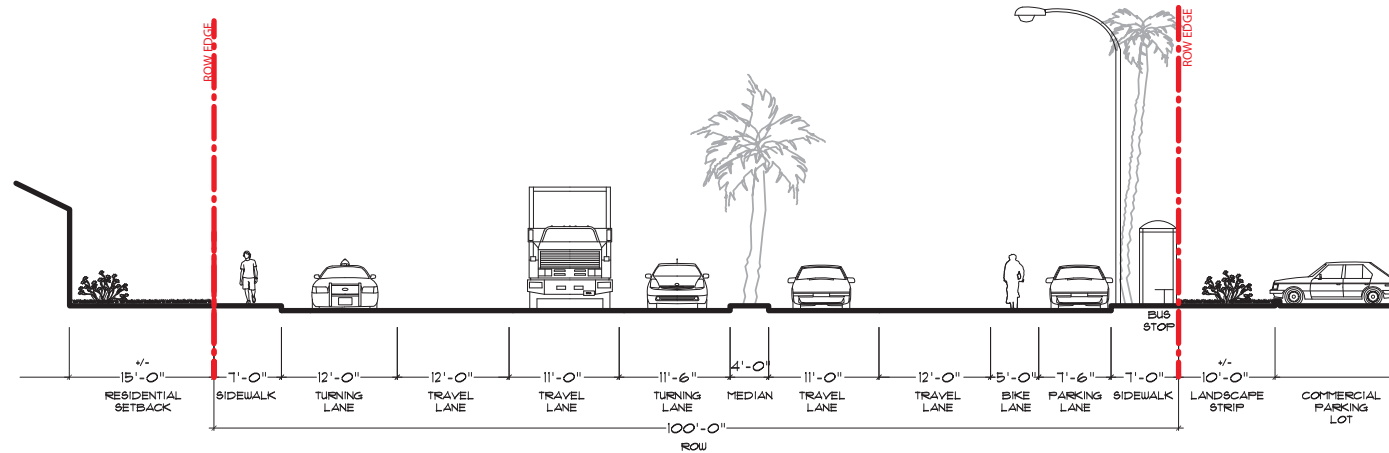 ROW EDGE
ROW EDGE
BUS
STOP
+/-
15'-0"
7'-0"
12'-0"
12'-0"
11'-0"
11'-6"
4'-0"
11'-0"
12'-0"
5'-0"
7'-6"
7'-0"
+/-
10'-0"
RESIDENTIAL
SETBACK
SIDEWALK
TURNING
LANE
TRAVEL
LANE
TRAVEL
LANE
TURNING
LANE
MEDIAN
TRAVEL
LANE
TRAVEL
LANE
BIKE
LANE
PARKING
LANE
SIDEWALK
LANDSCAPE
STRIP
COMMERCIAL
PARKING
LOT
100'-0"
ROW